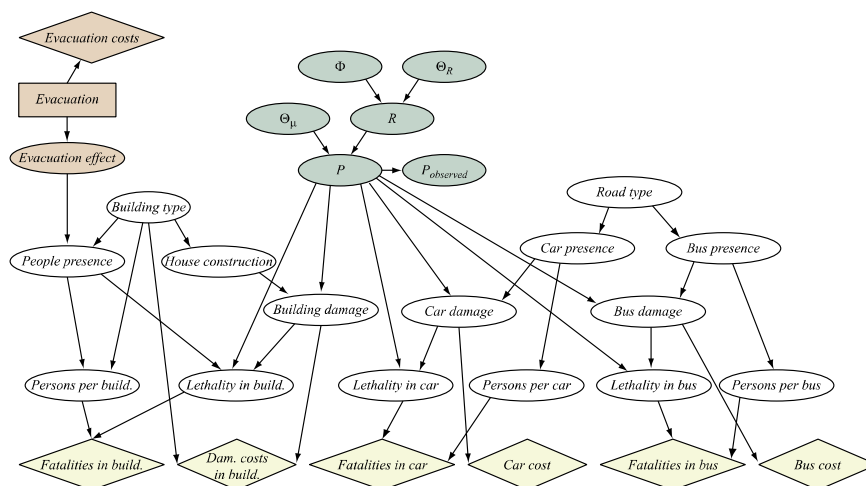 Evacuation costs
Φ
ΘR
Evacuation
Θμ
R
Evacuation effect
P
Pobserved
Building type
Road type
People presence
House construction
Car presence
Bus presence
Building damage
Car damage
Bus damage
Persons per build.
Lethality in build.
Lethality in car
Persons per car
Lethality in bus
Persons per bus
Fatalities in build.
Dam. costs
in build.
Fatalities in car
Car cost
Fatalities in bus
Bus cost